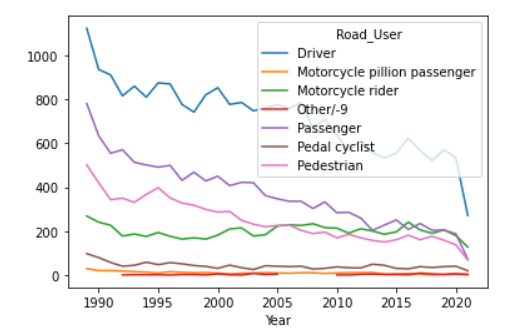 Road_User
Driver
Motorcycle pillion passenger
Motorcycle rider
Other/-9
Passenger
Pedal cyclist
Pedestrian
1000
800
600
400
200
0
1990 1995 2000 2005 2010 2015 2020
Year